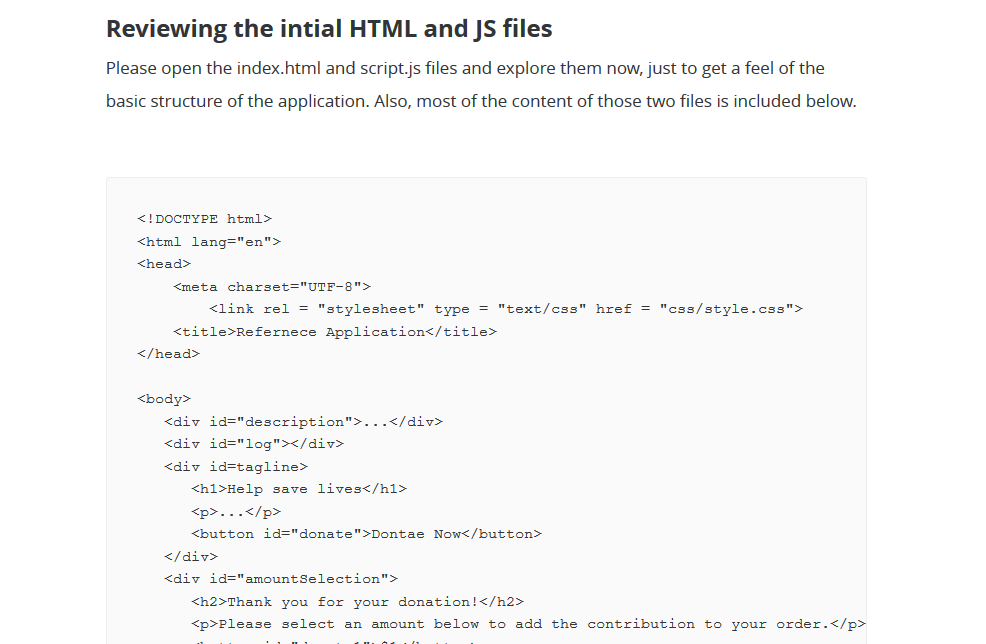 Reviewing the intial HTML and JS files
Please open the index.html and script.js files and explore them now, just to get a feel of the
basic structure of the application. Also, most of the content of those two files is included below.
<!DOCTYPE html>
<html lang="en">
<head>
    <meta charset="UTF-8">
        <link rel = "stylesheet" type = "text/css" href = "css/style.css">
    <title>Refernece Application</title>
</head>
<body>
   <div id="description">...</div>
   <div id="log"></div>
   <div id=tagline>
      <h1>Help save lives</h1>
      <p>...</p>
      <button id="donate">Dontae Now</button>
   </div>
   <div id="amountSelection">
      <h2>Thank you for your donation!</h2>
      <p>Please select an amount below to add the contribution to your order.</p>